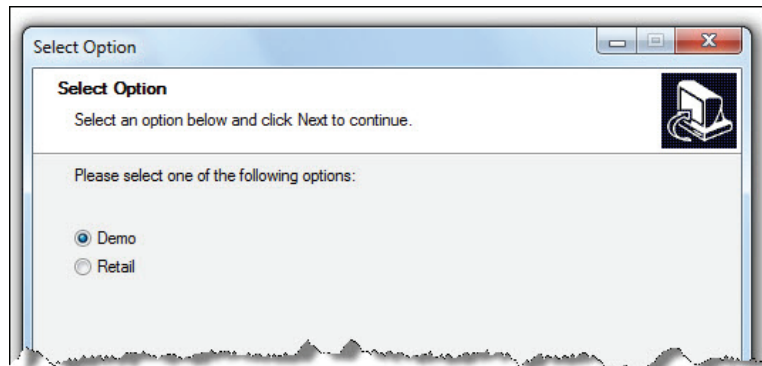 Select Option
Select Option
Select an option below and click Next to continue.
Please select one of the following options:
Demo
Retail